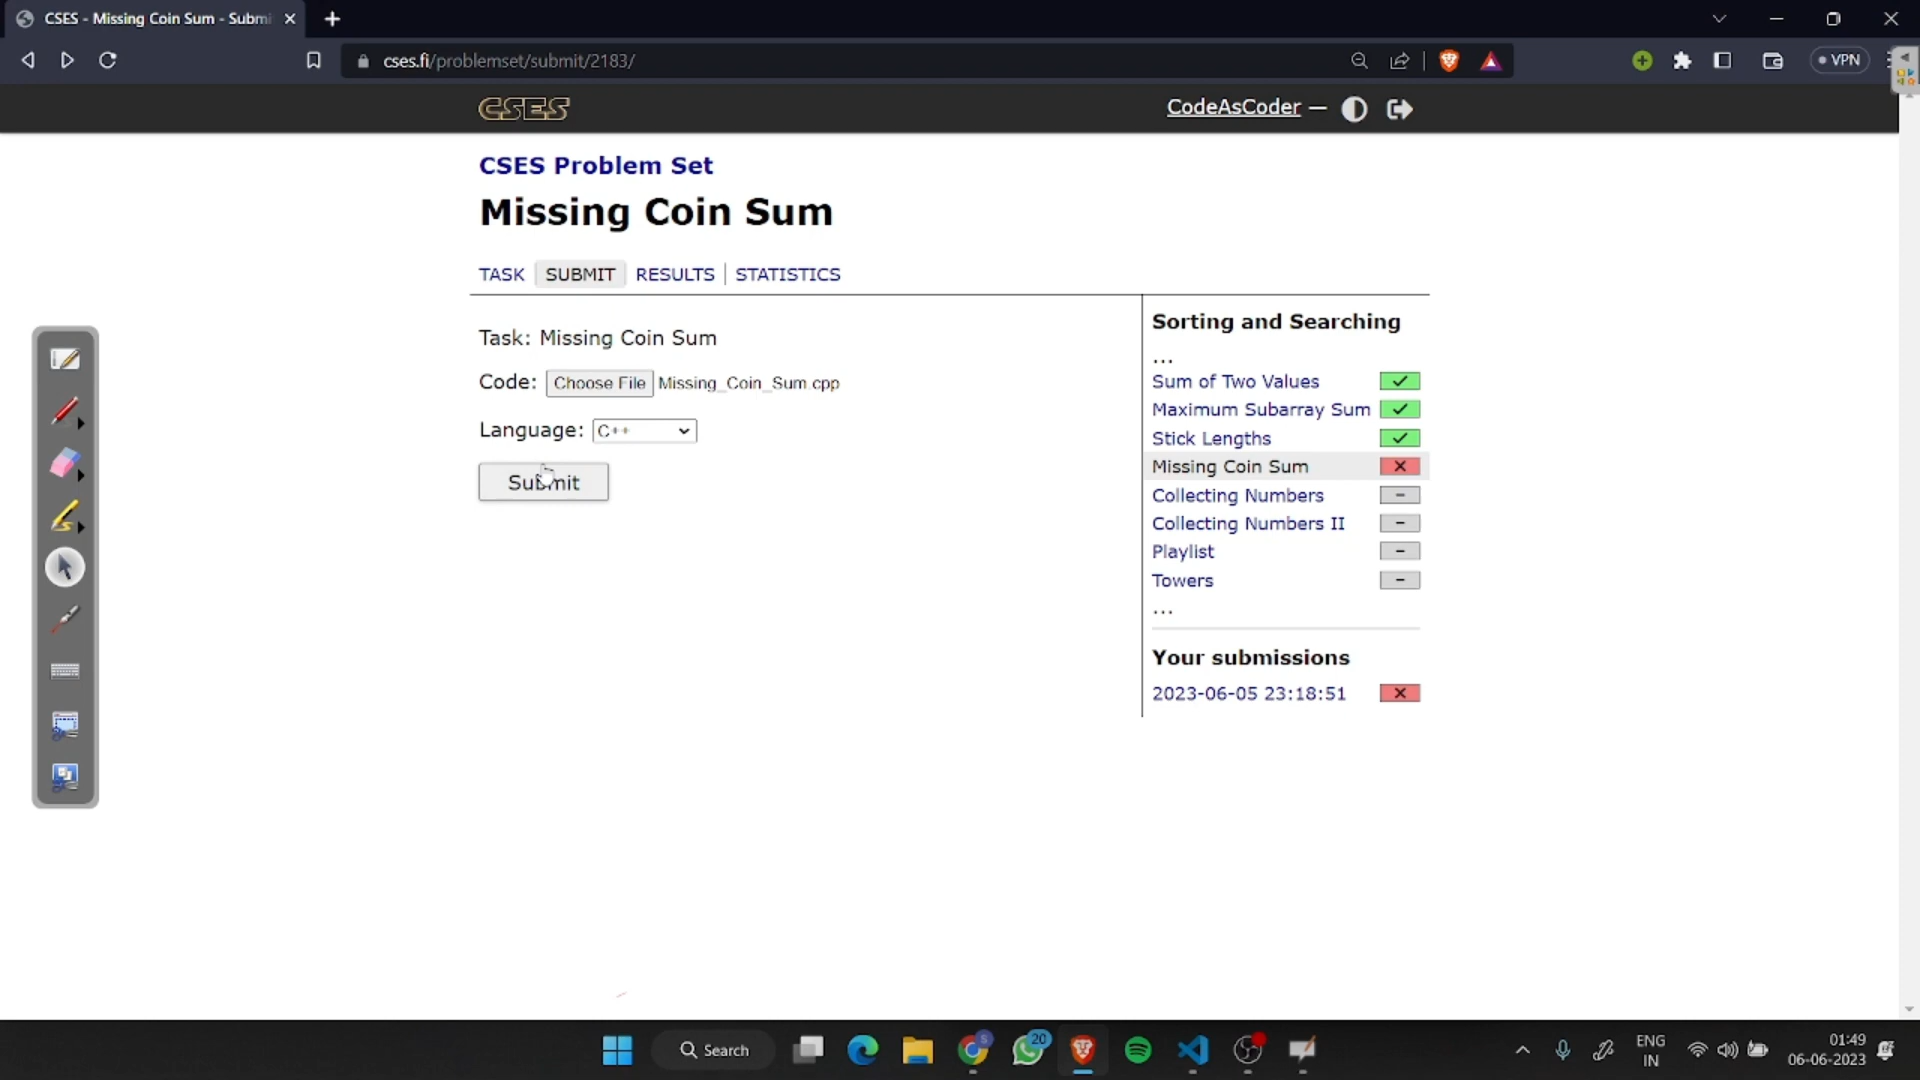 CSES - Missing Coin Sum - Submi
cses.fi/problemset/submit/2183/
VPN
CSES
CodeAsCoder —
CSES Problem Set
Missing Coin Sum
TASK SUBMIT RESULTS STATISTICS
Task: Missing Coin Sum
Code: Choose File Missing_Coin_Sum.cpp
Language: C++
Submit
Sorting and Searching
...
Sum of Two Values
Maximum Subarray Sum
Stick Lengths
Missing Coin Sum
Collecting Numbers
Collecting Numbers II
Playlist
Towers
...
Your submissions
2023-06-05 23:18:51
Search
20
S
ENG
IN
01:49
06-06-2023